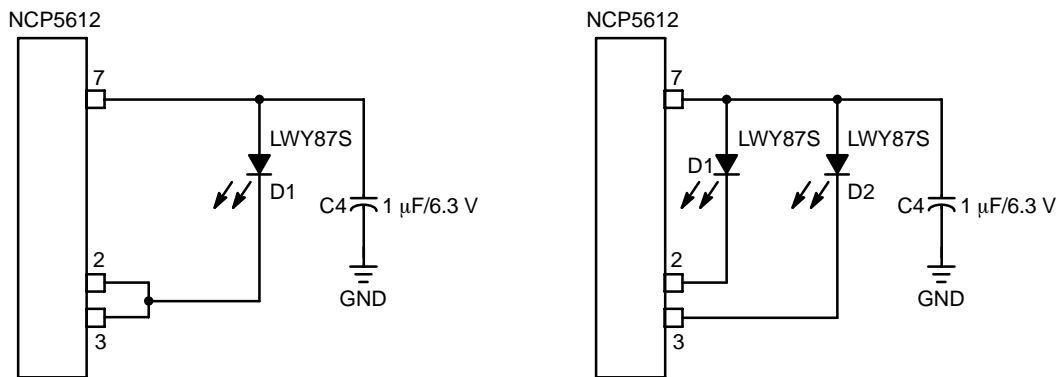 NCP5612
7
LWY87S
D1
C4
1 μF/6.3 V
2
3
GND
NCP5612
7
LWY87S
LWY87S
D1
D2
C4
1 μF/6.3 V
2
3
GND